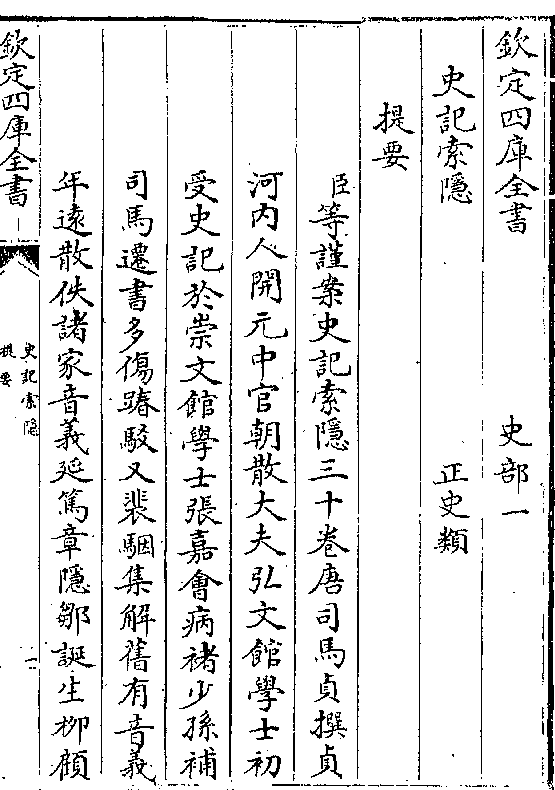 欽定四庫全書 史部一
史記索隱 正史類
提要
臣等謹案史記索隱三十卷唐司馬貞撰貞
河内人開元中官朝散大夫弘文館學士初
受史記於崇文館學士張嘉會病褚少孫補
司馬遷書多傷踳駁又裴駰集解舊有音義
年遠散佚諸家音義延篤章隱鄒誕生柳顧
欽定四庫全書
史記索隱
提要
一